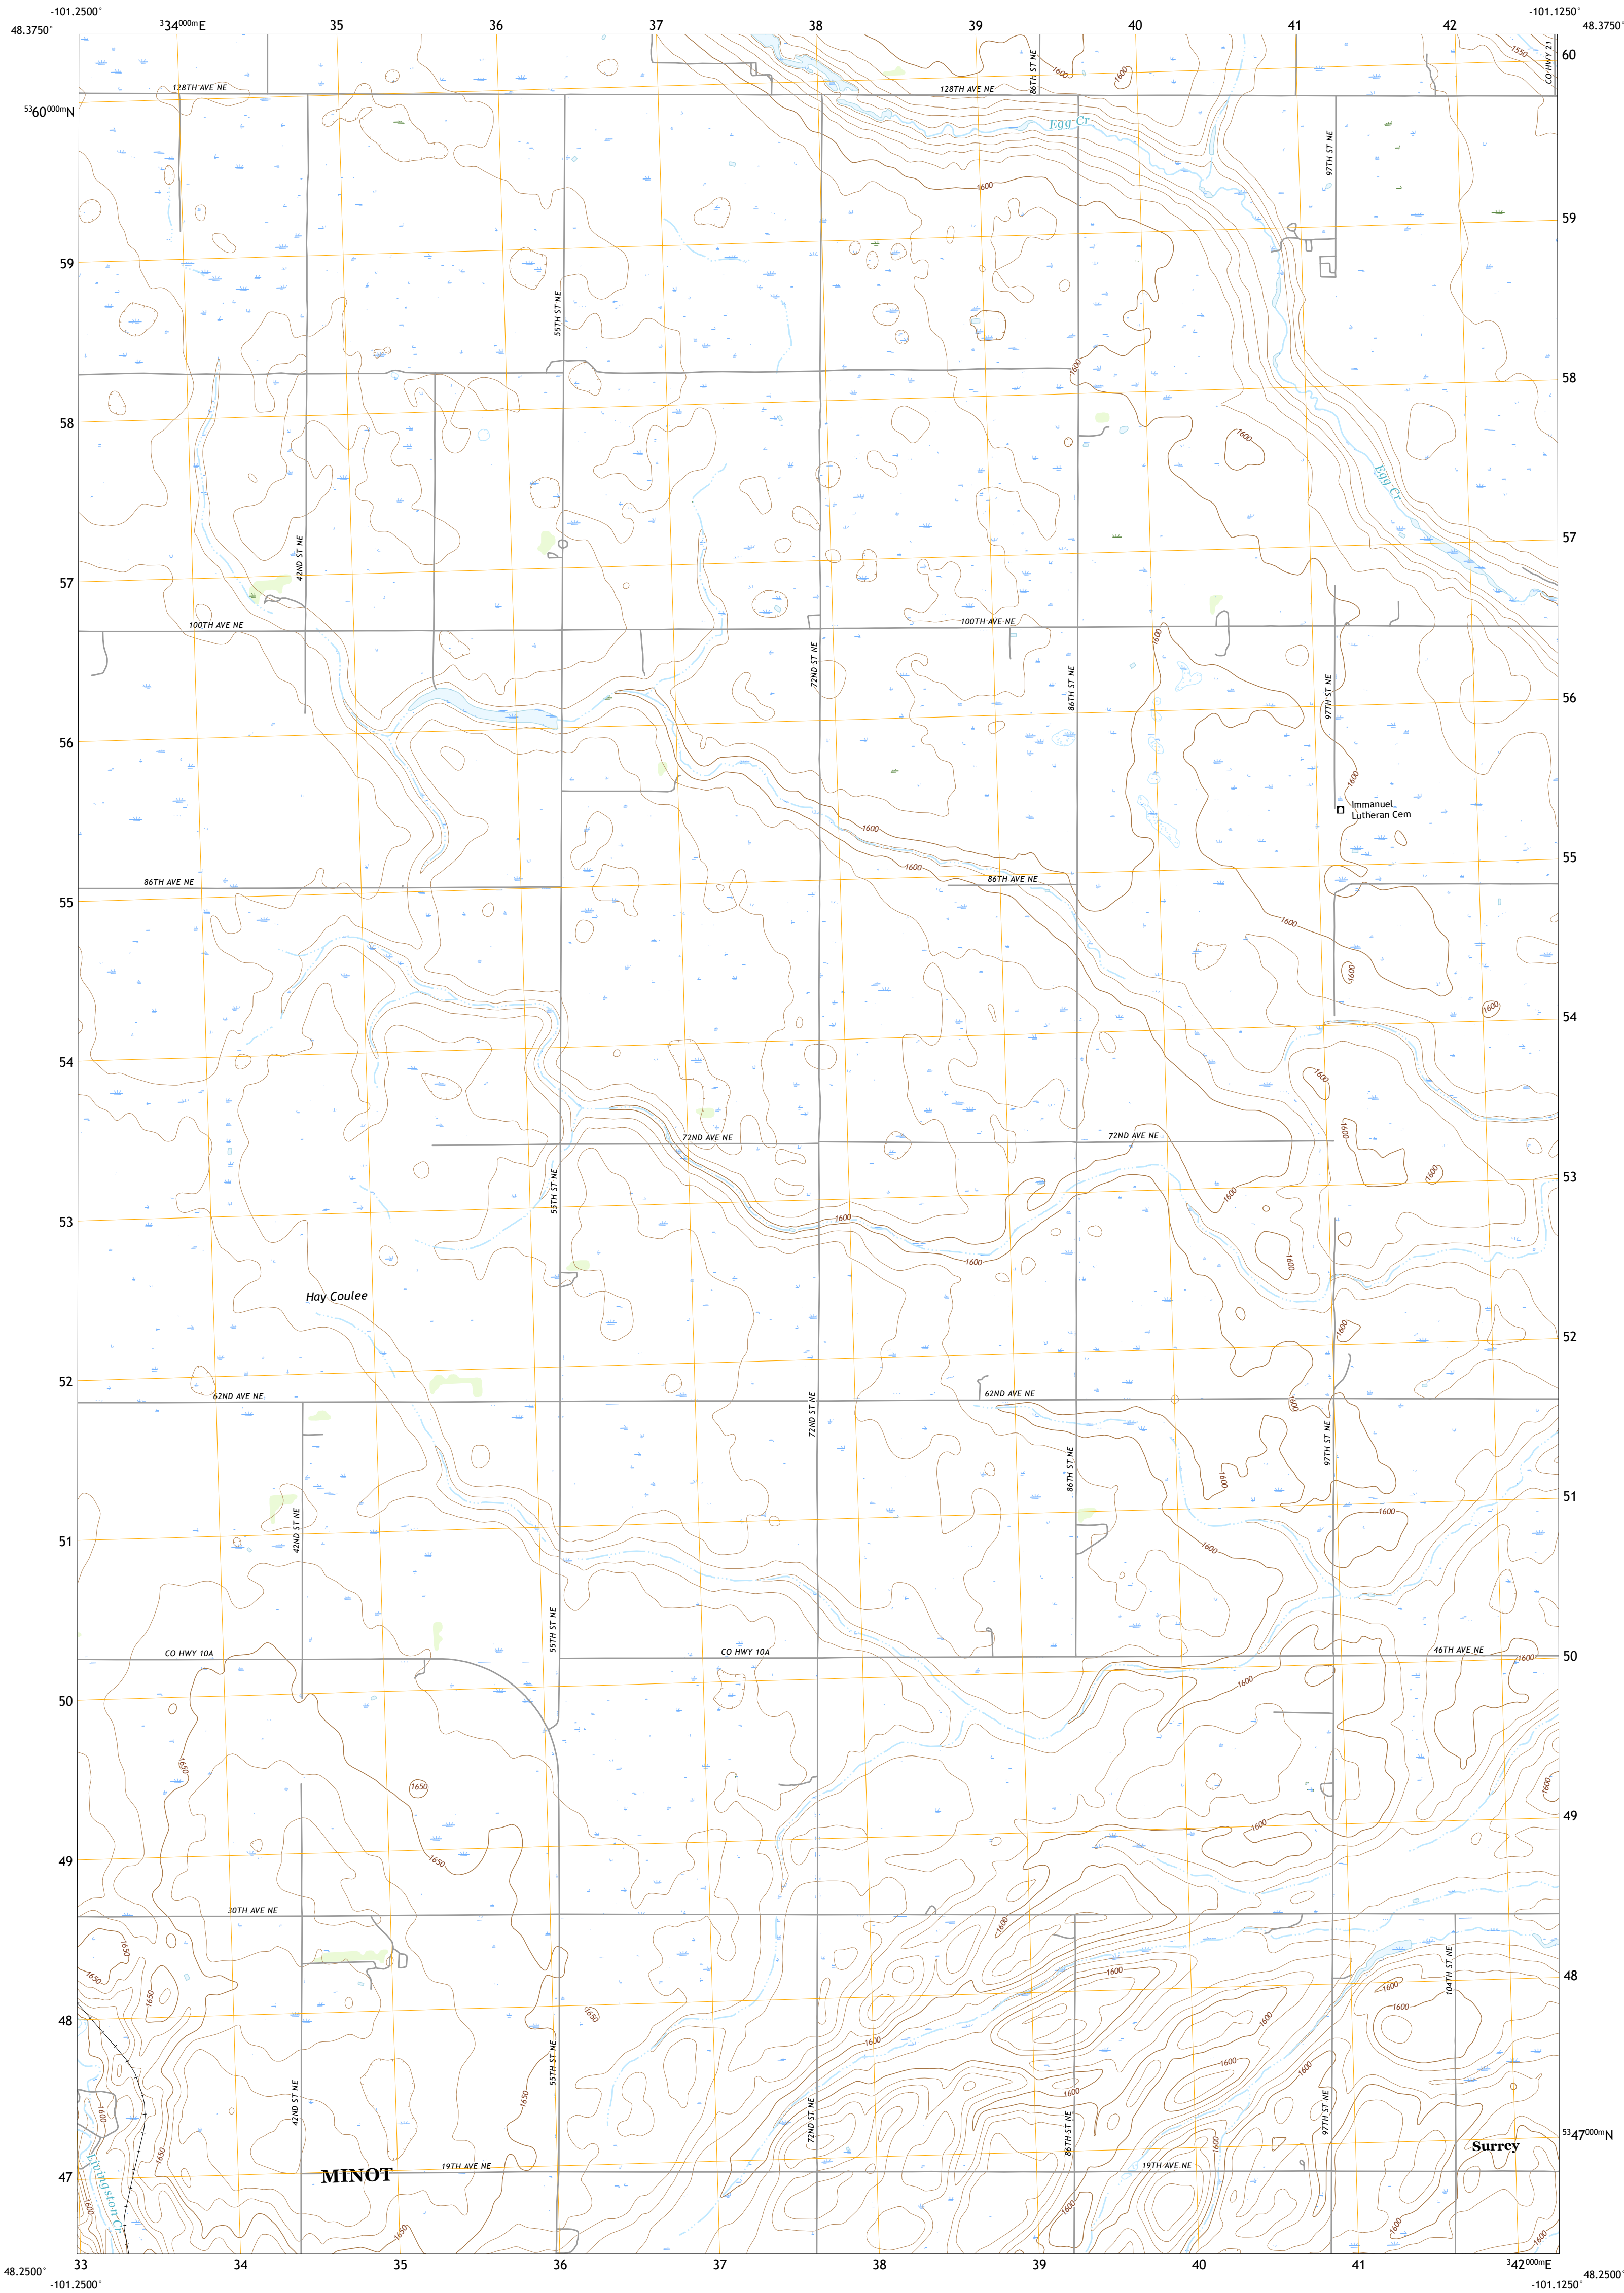 -101.2500°
-101.1250°
48.3750°
³34⁰⁰⁰ᵐE 35 36 37 38 39 40 41 42
48.3750°
60
1550
CO HWY 21
1600
1600
86TH ST NE
128TH AVE NE
128TH AVE NE
⁵³60⁰⁰⁰ᵐN
Egg Cr
97TH ST NE
1600
59
59
55TH ST NE
1600
58
58
1600
Egg Cr
42ND ST NE
57
57
100TH AVE NE
100TH AVE NE
1600
72ND ST NE
86TH ST NE
97TH ST NE
56
56
1600
Immanuel
Lutheran Cem
1600
1600
55
86TH AVE NE
86TH AVE NE
55
1600
1600
1600
54
54
1600
1600
72ND AVE NE
72ND AVE NE
1600
53
55TH ST NE
1600
53
1600
1600
1600
Hay Coulee
1600
52
52
62ND AVE NE
62ND AVE NE
1600
72ND ST NE
97TH ST NE
86TH ST NE
1600
51
1600
42ND ST NE
51
1600
55TH ST NE
CO HWY 10A
CO HWY 10A
46TH AVE NE
1600
50
1600
50
1650
1650
1600
49
1600
1650
49
30TH AVE NE
1600
1650
1650
1600
104TH ST NE
48
1600
1650
1600
1650
1600
48
1600
1600
1600
55TH ST NE
1600
1650
42ND ST NE
1600
72ND ST NE
86TH ST NE
97TH ST NE
⁵³47⁰⁰⁰ᵐN
1650
1600
Surrey
Livingston Cr
47
MINOT
19TH AVE NE
19TH AVE NE
1600
1600
1650
1600
1600
33 34 35 36 37 38 39 40 41 ³42⁰⁰⁰ᵐE
48.2500°
48.2500°
-101.2500°
-101.1250°